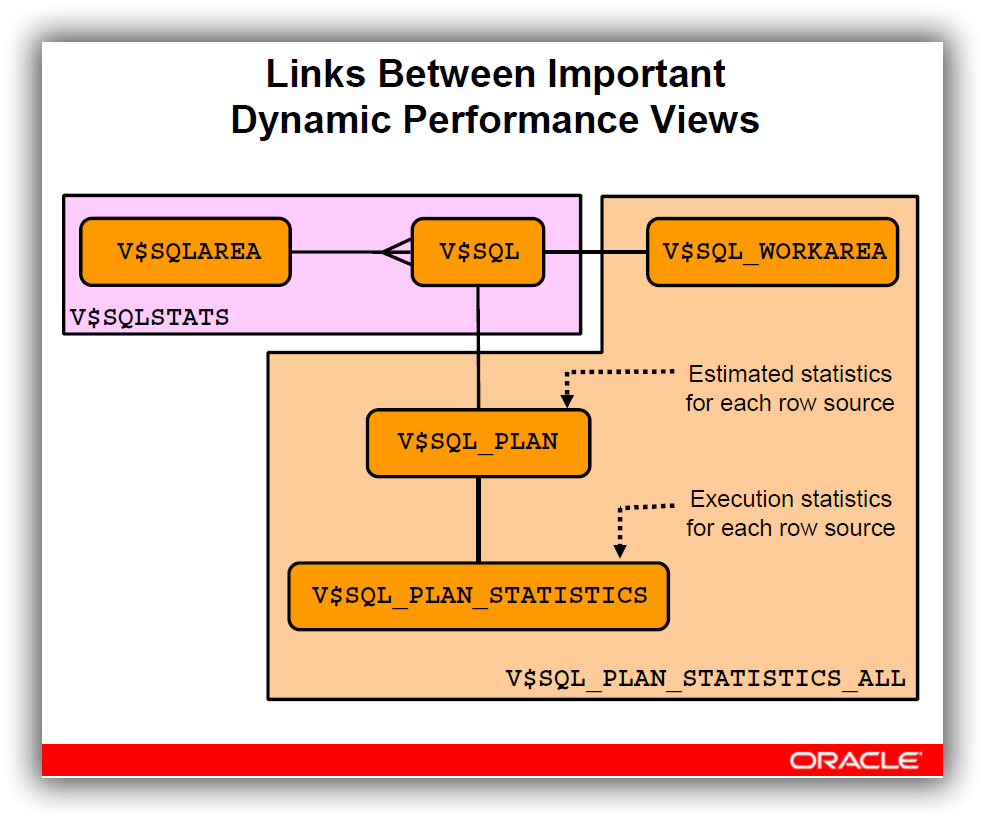 Links Between Important
Dynamic Performance Views
V$SQLAREA
V$SQL
V$SQL_WORKAREA
V$SQLSTATS
Estimated statistics
for each row source
V$SQL_PLAN
Execution statistics
for each row source
V$SQL_PLAN_STATISTICS
V$SQL_PLAN_STATISTICS_ALL
ORACLE